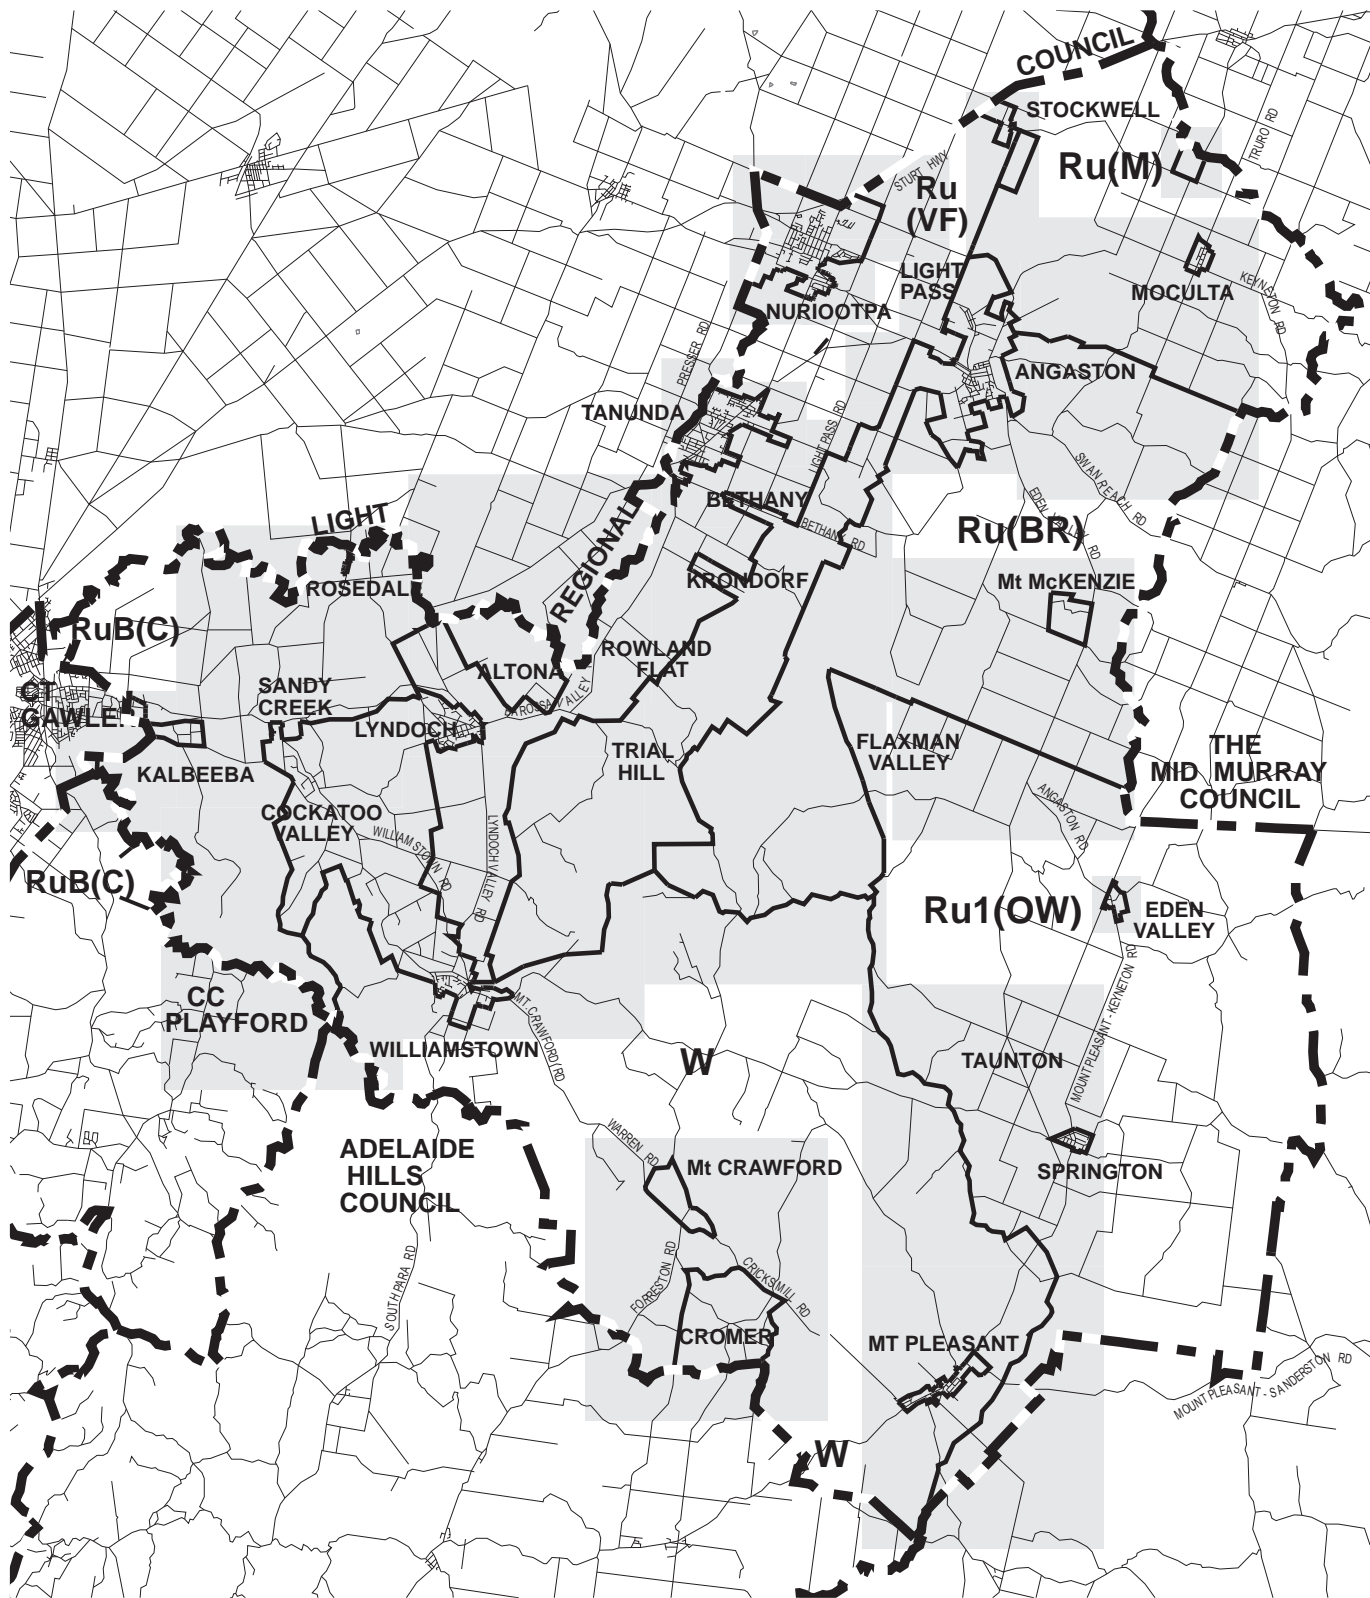 COUNCIL
STOCKWELL
TRURO RD
Ru(M)
STURT HWY
Ru
(VF)
LIGHT
PASS
MOCULTA
KEYNETON RD
NURIOOTPA
PRESSER RD
ANGASTON
TANUNDA
LIGHT PASS RD
SWAN REACH RD
EDEN VALLEY RD
BETHANY
BETHANY RD
LIGHT
REGIONAL
Ru(BR)
KRONDORF
Mt McKENZIE
ROSEDALE
RuB(C)
ROWLAND
FLAT
ALTONA
BAROSSA VALLEY
SANDY
CREEK
CT
GAWLER
LYNDOCH
KALBEEBA
TRIAL
HILL
FLAXMAN
VALLEY
THE
MID MURRAY
COUNCIL
ANGASTON RD
COCKATOO
VALLEY
WILLIAMSTOWN RD
LYNDOCH VALLEY RD
RuB(C)
Ru1(OW)
EDEN
VALLEY
CC
PLAYFORD
MT. CRAWFORD RD
MOUNT PLEASANT - KEYNETON RD
WILLIAMSTOWN
W
TAUNTON
WARREN RD
ADELAIDE
HILLS
COUNCIL
Mt CRAWFORD
SPRINGTON
SOUTH PARA RD
FORRESTON RD
CRICKS MILL RD
CROMER
MT PLEASANT
MOUNT PLEASANT - SANDERSTON RD
W